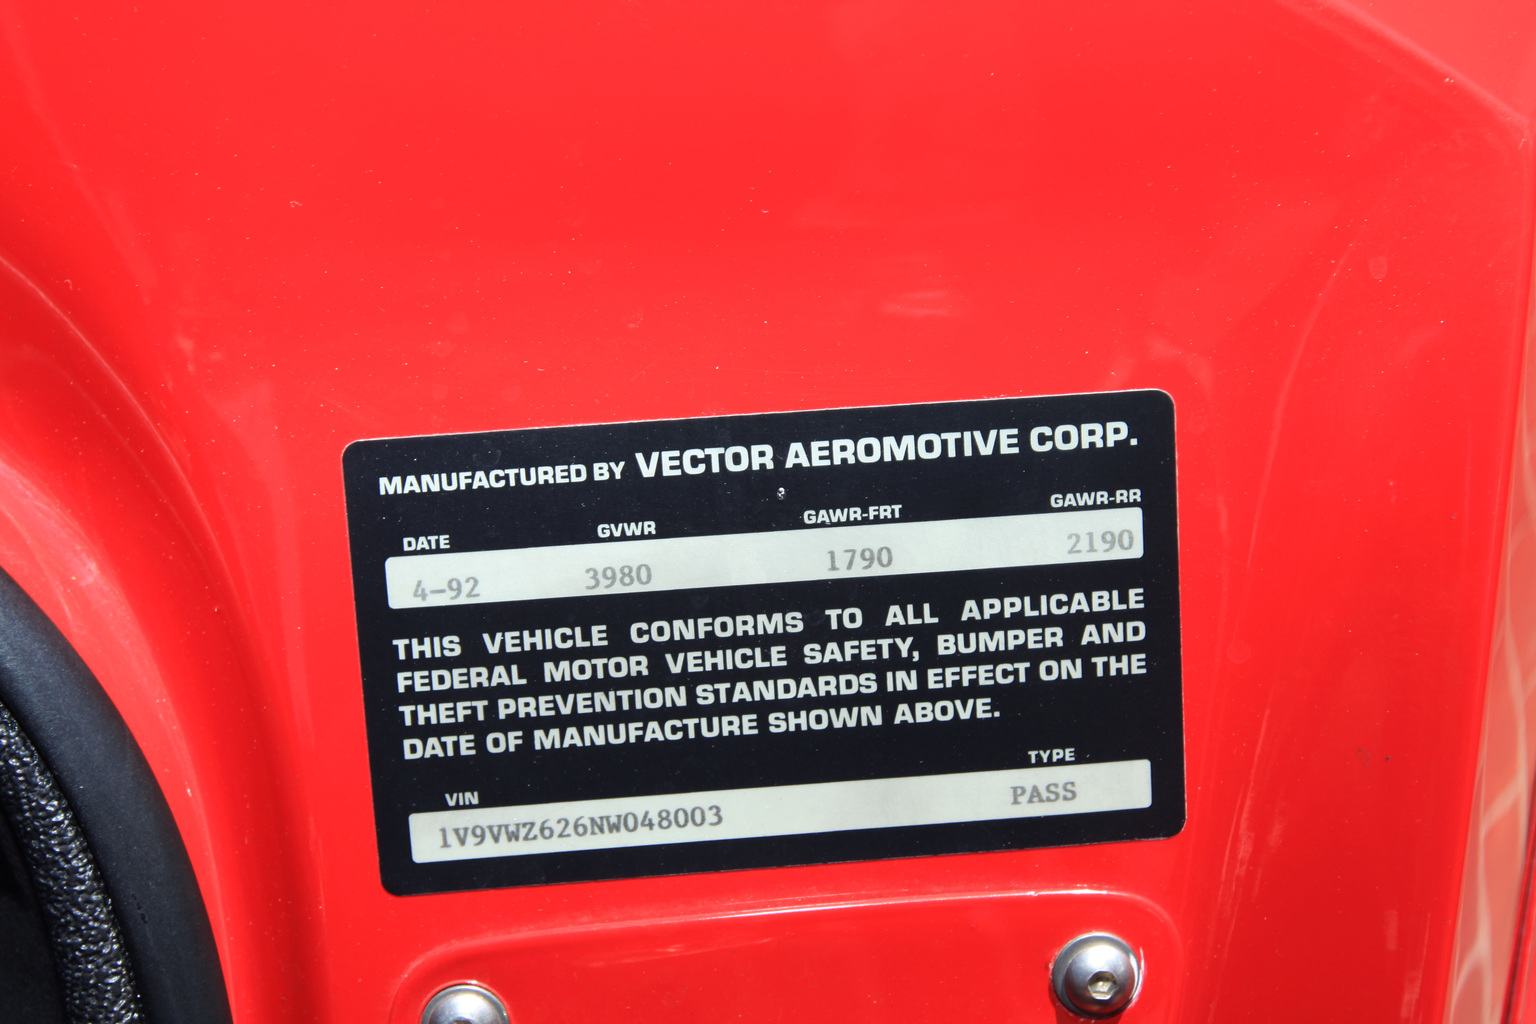 MANUFACTURED BY VECTOR AEROMOTIVE CORP.
DATE GVWR GAWR-FRT GAWR-RR
4-92 3980 1790 2190
THIS VEHICLE CONFORMS TO ALL APPLICABLE
FEDERAL MOTOR VEHICLE SAFETY, BUMPER AND
THEFT PREVENTION STANDARDS IN EFFECT ON THE
DATE OF MANUFACTURE SHOWN ABOVE.
VIN TYPE
1V9VWZ626NW048003 PASS